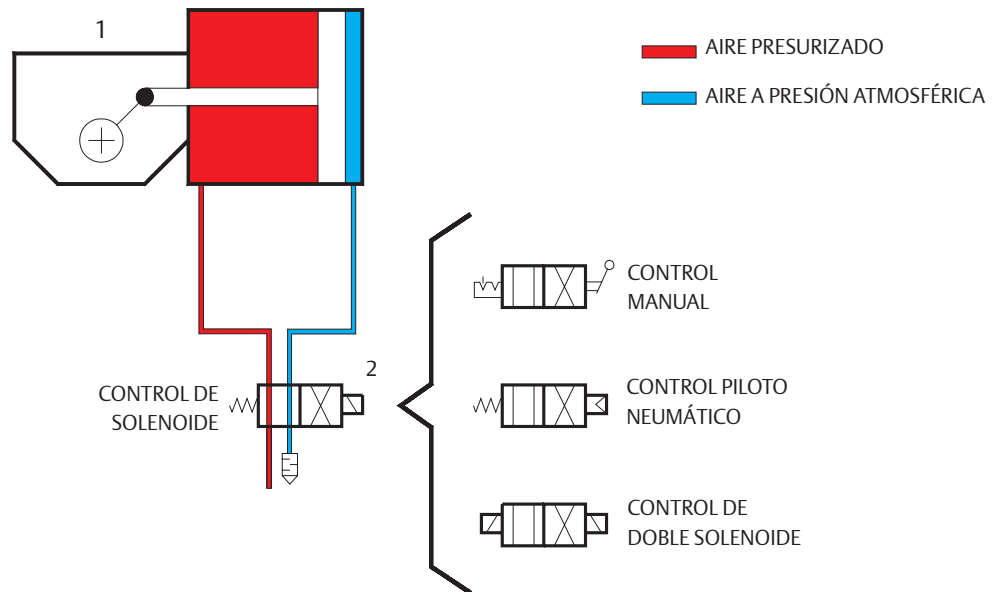 1
AIRE PRESURIZADO
AIRE A PRESIÓN ATMOSFÉRICA
2
CONTROL DE
SOLENOIDE
CONTROL
MANUAL
CONTROL PILOTO
NEUMÁTICO
CONTROL DE
DOBLE SOLENOIDE